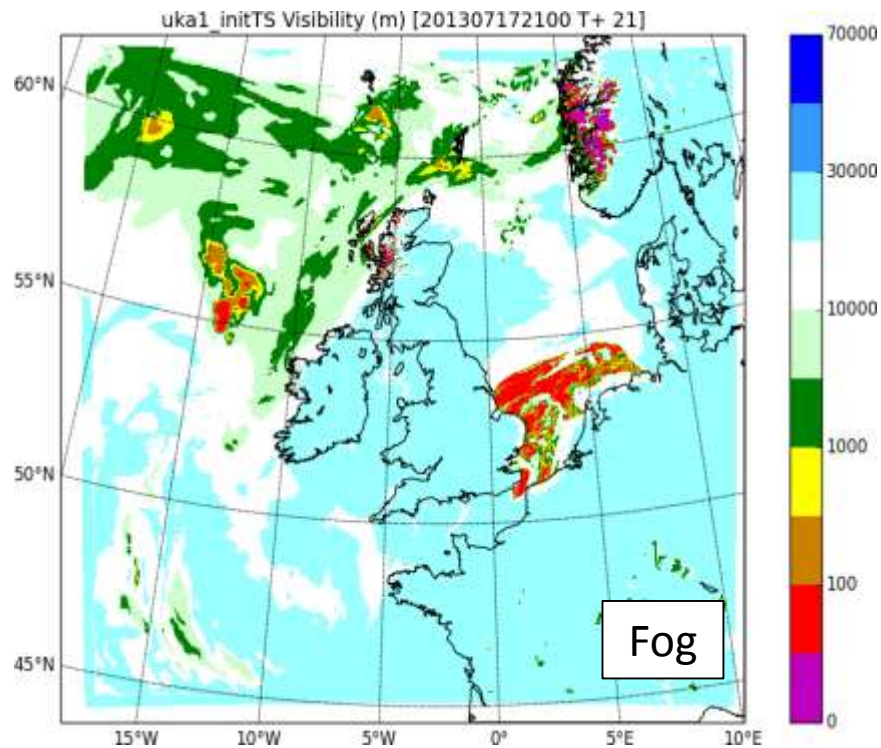 uka1_initTS Visibility (m) [201307172100 T+ 21]
60°N
55°N
50°N
45°N
15°W 10°W 5°W 0° 5°E 10°E
70000
30000
10000
1000
100
0
Fog